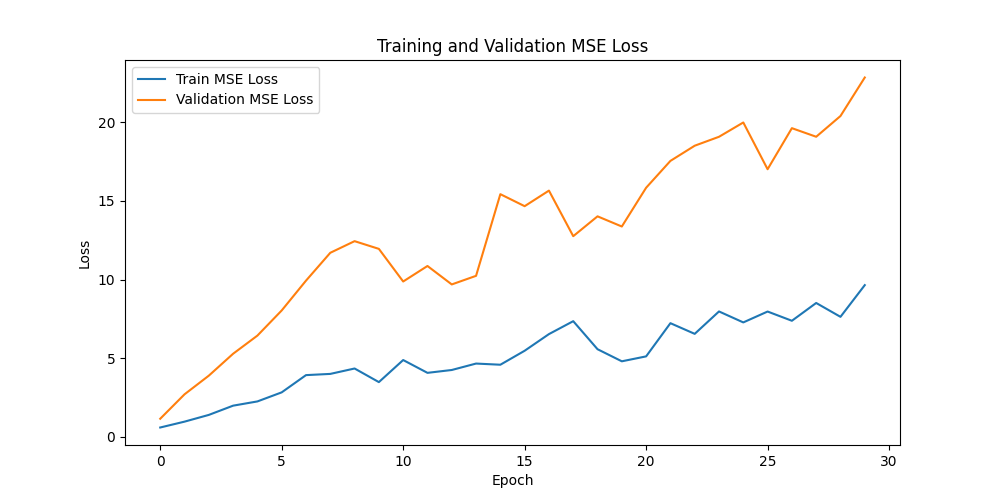 Training and Validation MSE Loss
Train MSE Loss
Validation MSE Loss
Loss
20
15
10
5
0
0 5 10 15 20 25 30
Epoch